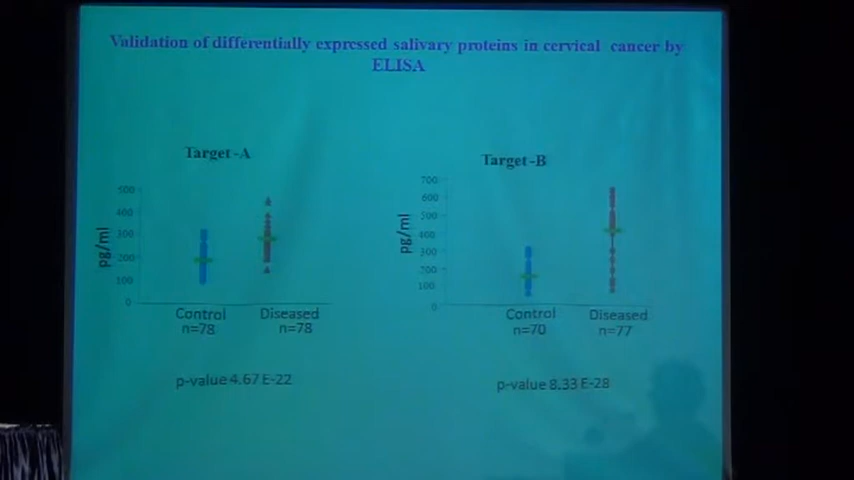 Validation of differentially expressed salivary proteins in cervical cancer by
ELISA
Target-A
500
400
300
200
100
0
pg/ml
Control
Diseased
n=78
n=78
p-value 4.67 E-22
Target-B
700
600
500
400
300
200
100
0
pg/ml
Control
Diseased
n=70
n=77
p-value 8.33 E-28